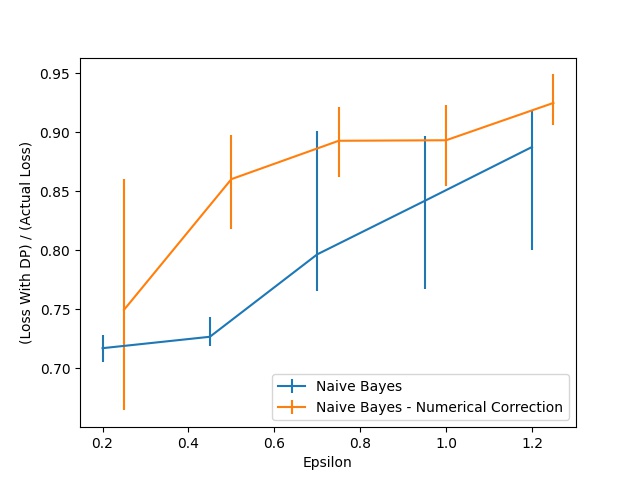 0.95
0.90
0.85
0.80
0.75
0.70
(Loss With DP) / (Actual Loss)
0.2 0.4 0.6 0.8 1.0 1.2
Epsilon
Naive Bayes
Naive Bayes - Numerical Correction